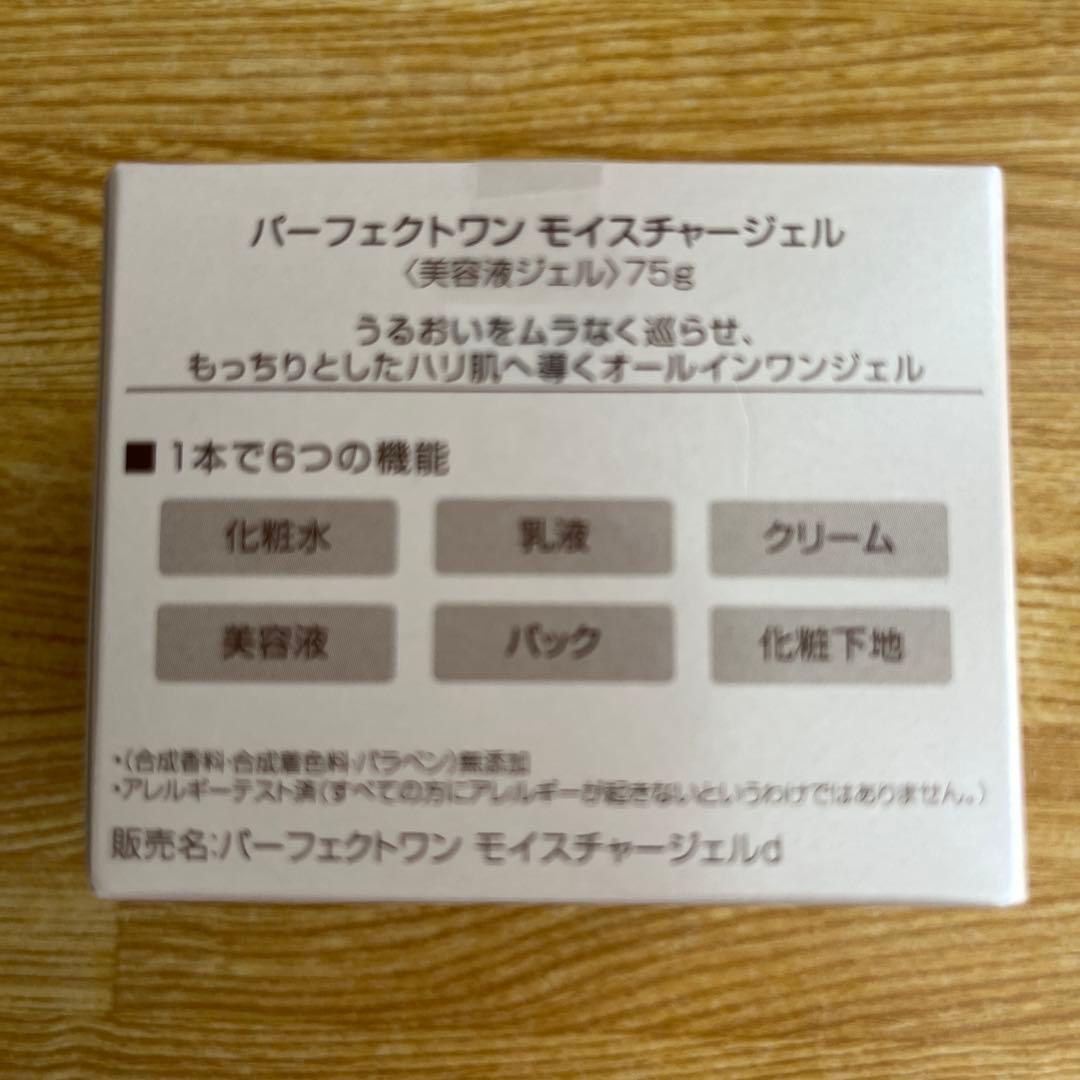 パーフェクトワン モイスチャージェル
〈美容液ジェル〉75g
うるおいをムラなく巡らせ、
もっちりとしたハリ肌へ導くオールインワンジェル
■ 1本で6つの機能
化粧水 乳液 クリーム
美容液 パック 化粧下地
・(合成香料・合成着色料・パラベン)無添加
・アレルギーテスト済(すべての方にアレルギーが起きないというわけではありません。)
販売名:パーフェクトワン モイスチャージェルd